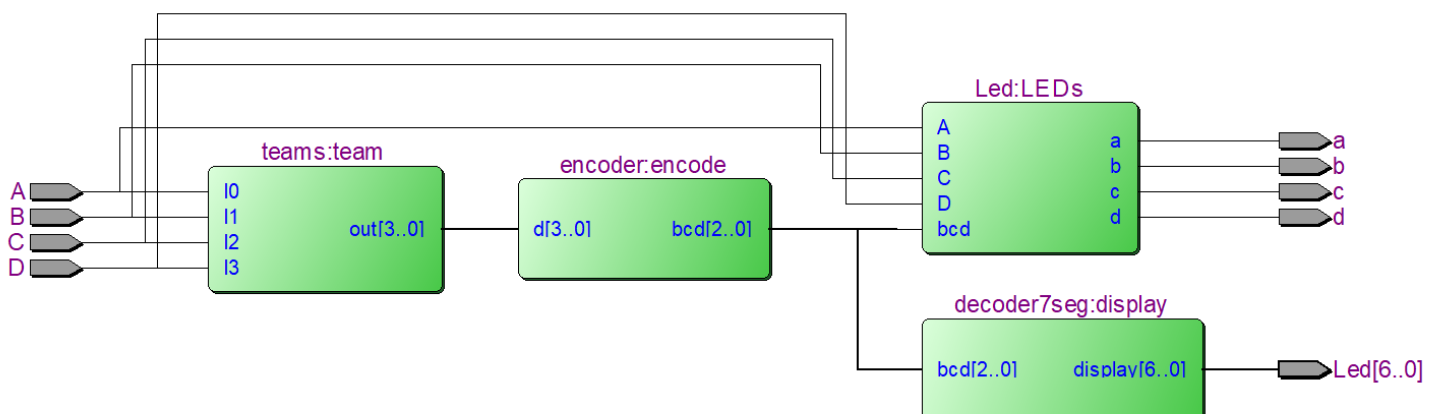 Led:LEDs
A
B
C
D
bcd
a
b
c
d
a
b
c
d
teams:team
A
B
C
D
I0
I1
I2
I3
out[3..0]
encoder:encode
d[3..0]
bcd[2..0]
decoder7seg:display
bcd[2..0]
display[6..0]
Led[6..0]